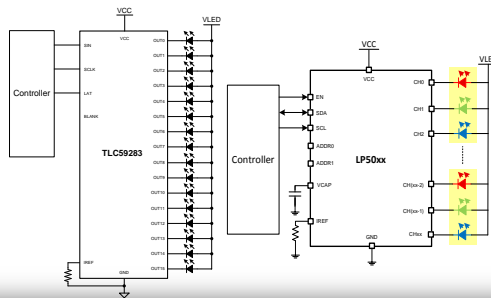 VCC
VLED
VCC
Controller
SIN
SCLK
LAT
BLANK
TLC59283
IREF
GND
OUT0
OUT1
OUT2
OUT3
OUT4
OUT5
OUT6
OUT7
OUT8
OUT9
OUT10
OUT11
OUT12
OUT13
OUT14
OUT15
VCC
VLE
VCC
Controller
EN
SDA
SCL
ADDR0
ADDR1
VCAP
IREF
LP50xx
GND
CH0
CH1
CH2
CH(xx-2)
CH(xx-1)
CHxx